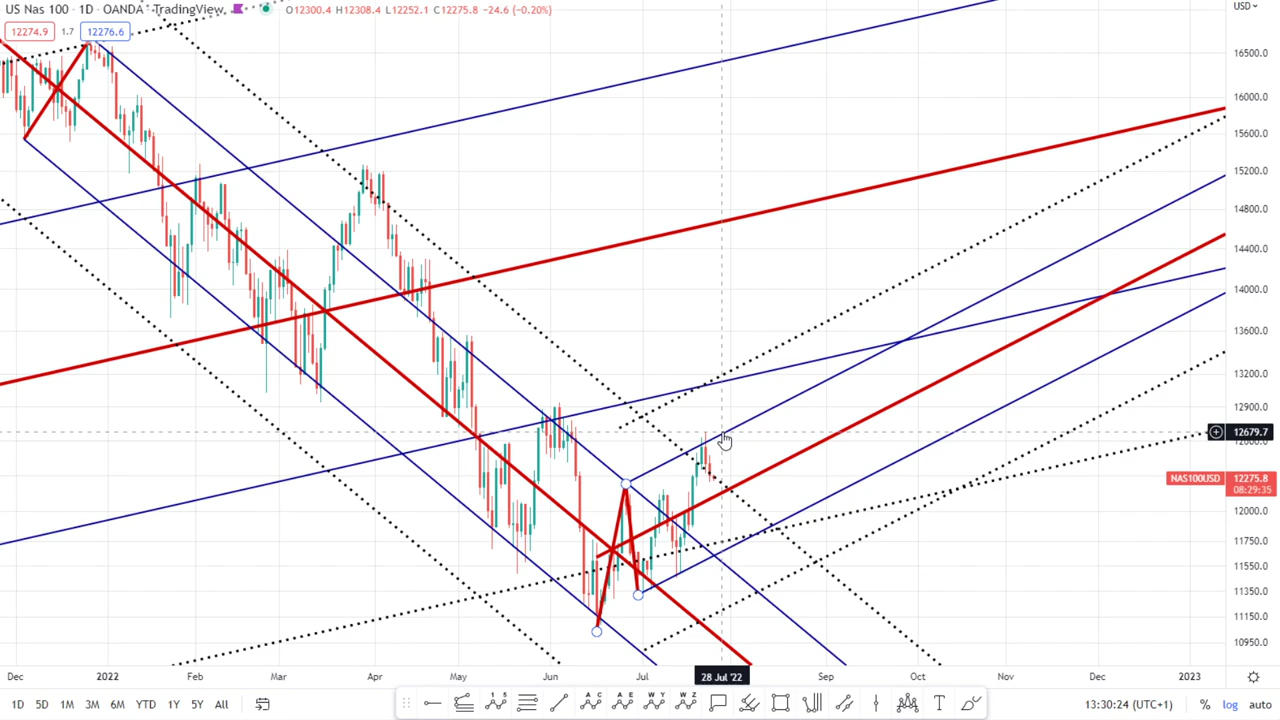 US Nas 100 · 1D · OANDA · TradingView
O12300.4 H12308.4 L12252.1 C12275.8 -24.6 (-0.20%)
USD
12274.9 1.7 12276.6
16500.0
16000.0
15600.0
15200.0
14800.0
14400.0
14000.0
13600.0
13200.0
12900.0
12679.7
NAS100USD 12275.8
08:29:35
12000.0
11750.0
11550.0
11350.0
11150.0
10950.0
Dec 2022 Feb Mar Apr May Jun Jul 28 Jul '22 Sep Oct Nov Dec 2023
1D 5D 1M 3M 6M YTD 1Y 5Y All
1 5 A C A E W Y W Z T
13:30:24 (UTC+1) % log auto